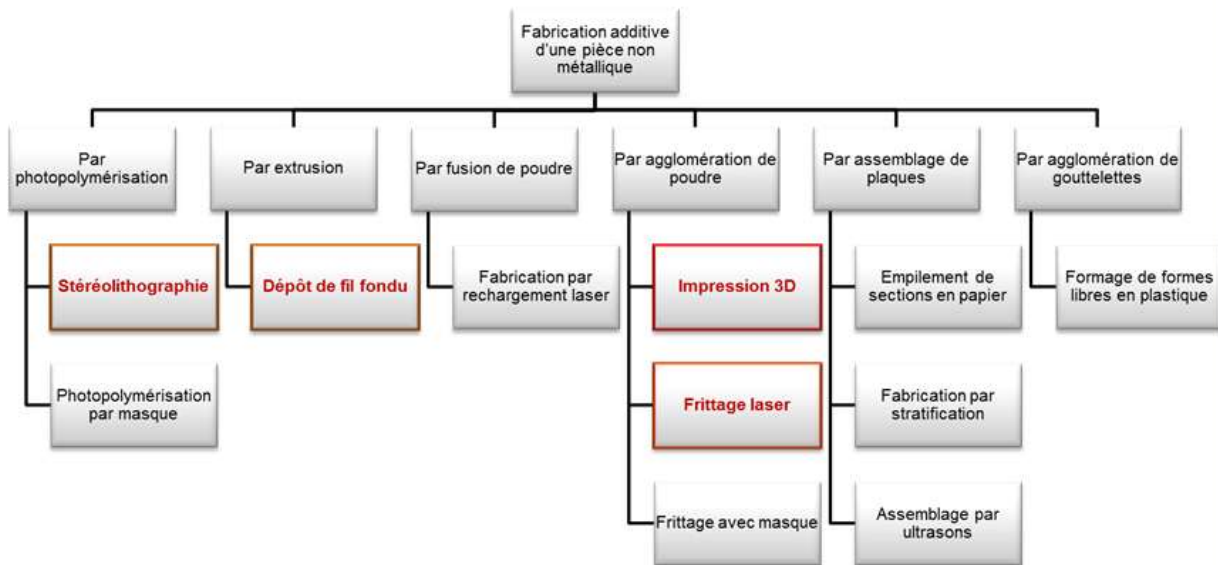 Fabrication additive
d'une pièce non
métallique
Par
photopolymérisation
Par extrusion
Par fusion de poudre
Par agglomération de
poudre
Par assemblage de
plaques
Par agglomération de
gouttelettes
Stéréolithographie
Dépôt de fil fondu
Fabrication par
rechargement laser
Impression 3D
Empilement de
sections en papier
Formage de formes
libres en plastique
Photopolymérisation
par masque
Frittage laser
Fabrication par
stratification
Frittage avec masque
Assemblage par
ultrasons